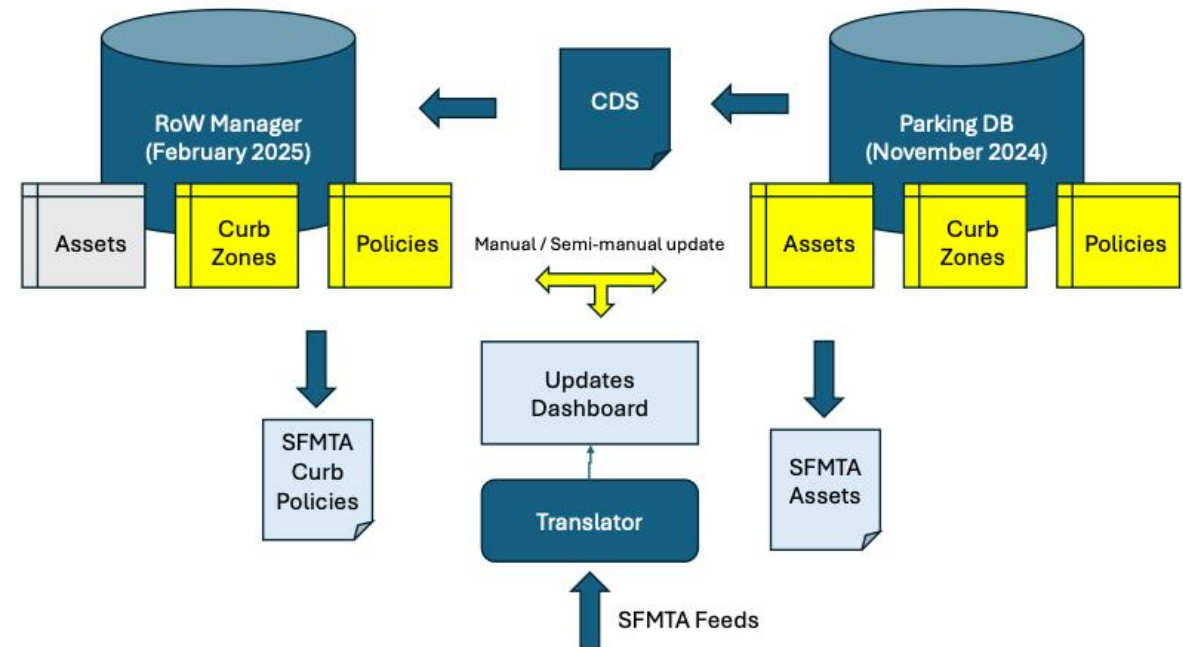 RoW Manager
(February 2025)
CDS
Parking DB
(November 2024)
Assets
Curb
Zones
Policies
Manual / Semi-manual update
Assets
Curb
Zones
Policies
Updates
Dashboard
SFMTA
Curb
Policies
SFMTA
Assets
Translator
SFMTA Feeds